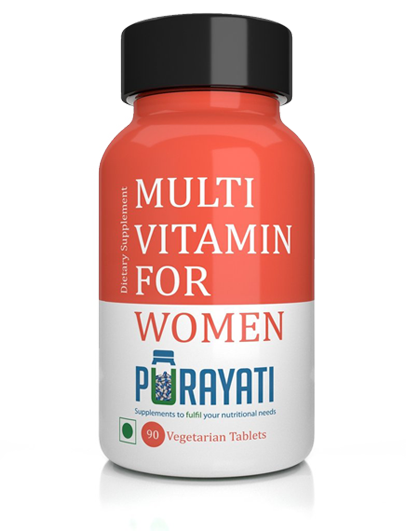 Dietary Supplement
MULTI
VITAMIN
FOR
WOMEN
PURAYATI
Supplements to fulfil your nutritional needs
90 Vegetarian Tablets